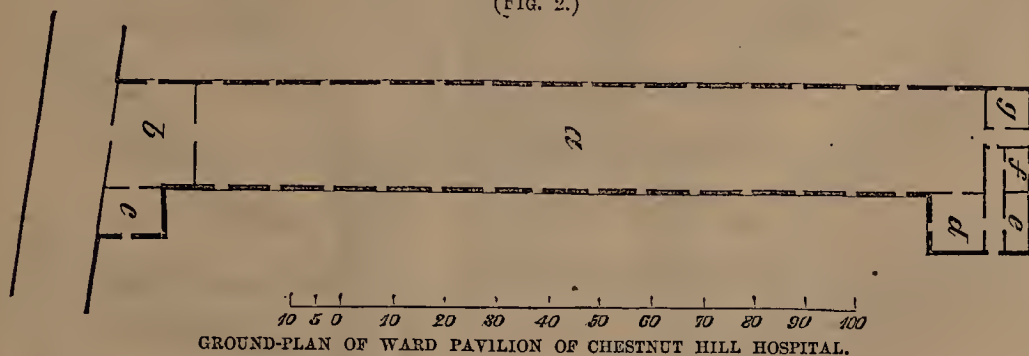 (FIG. 2.)
b
a
g
f
c
d
e
10 5 0 10 20 30 40 50 60 70 80 90 100
GROUND-PLAN OF WARD PAVILION OF CHESTNUT HILL HOSPITAL.